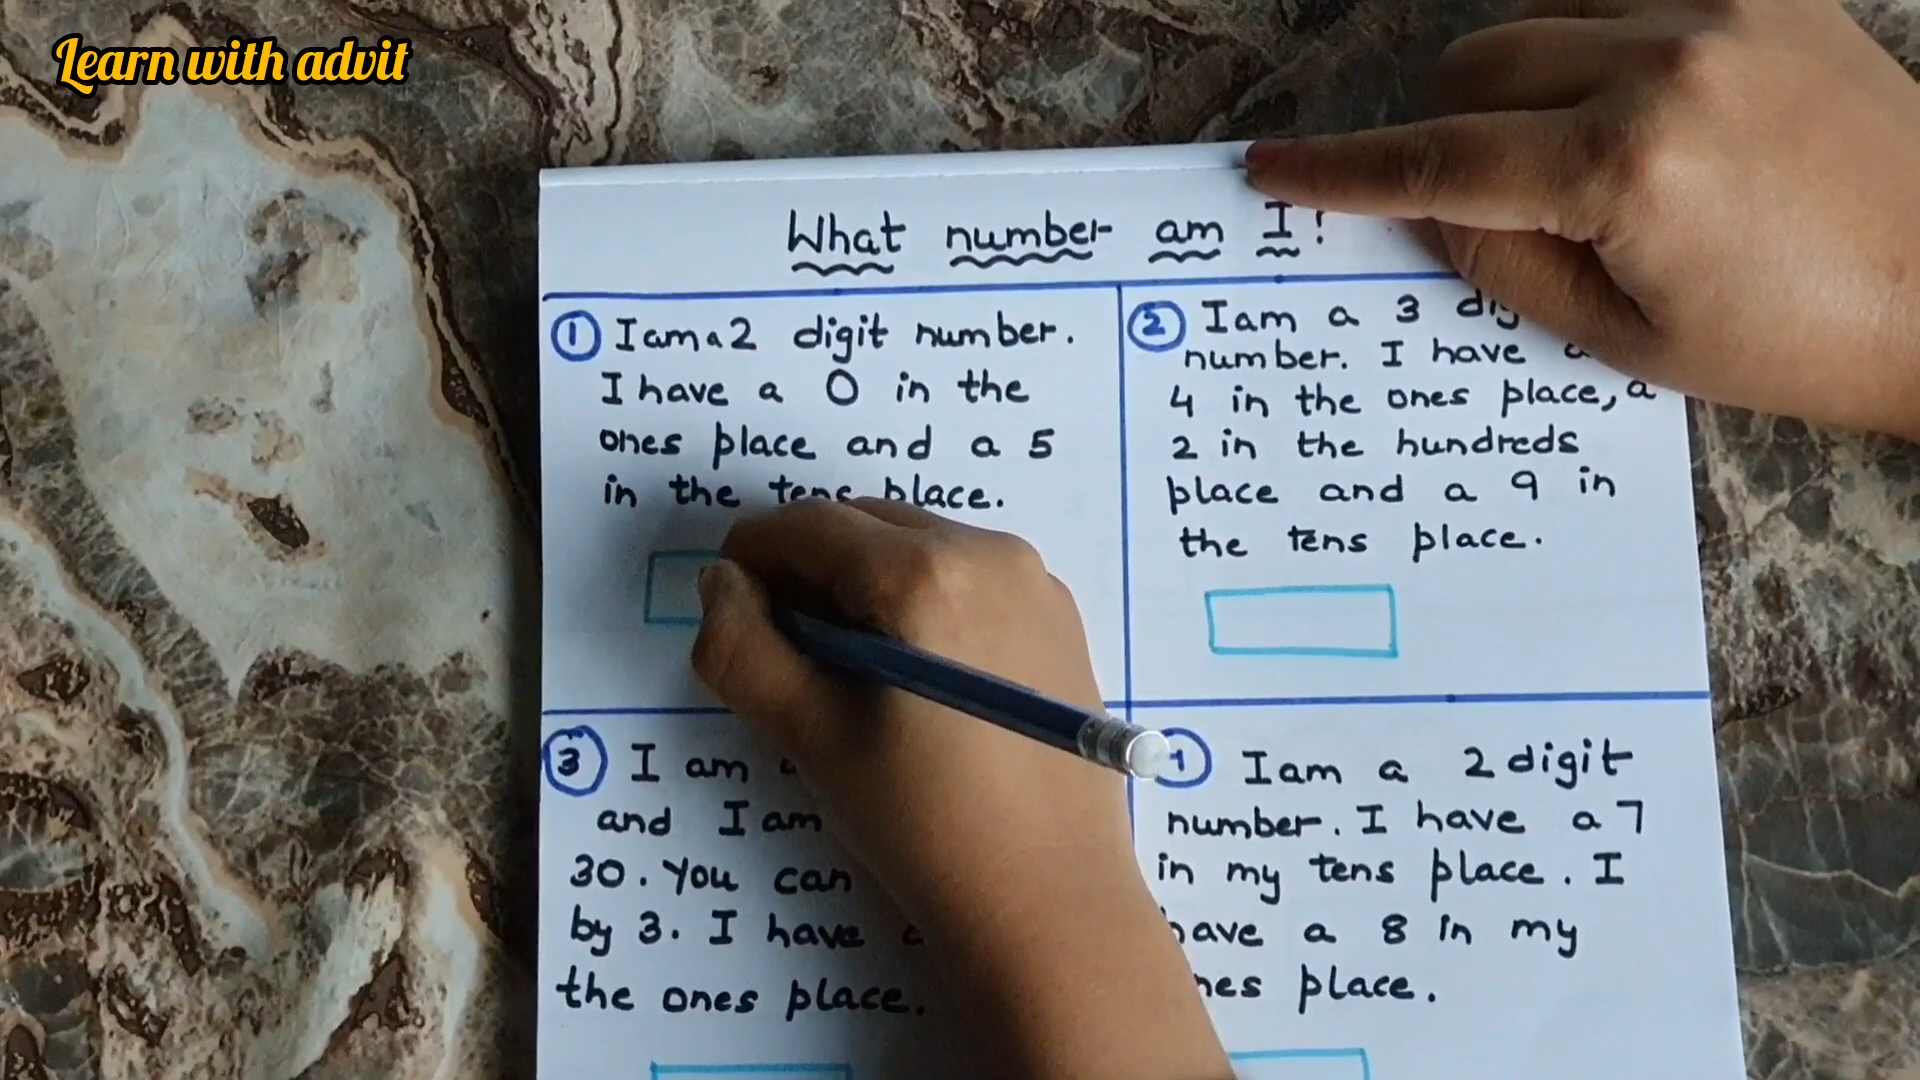 Learn with advit
What number am I?
1 I am a 2 digit number.
I have a 0 in the
ones place and a 5
in the tens place.
2 I am a 3
number. I have
4 in the ones place, a
2 in the hundreds
place and a 9 in
the tens place.
3 I am
and I am
30. You can
by 3. I have
the ones place.
I am a 2 digit
number. I have a 7
in my tens place. I
have a 8 in my
place.